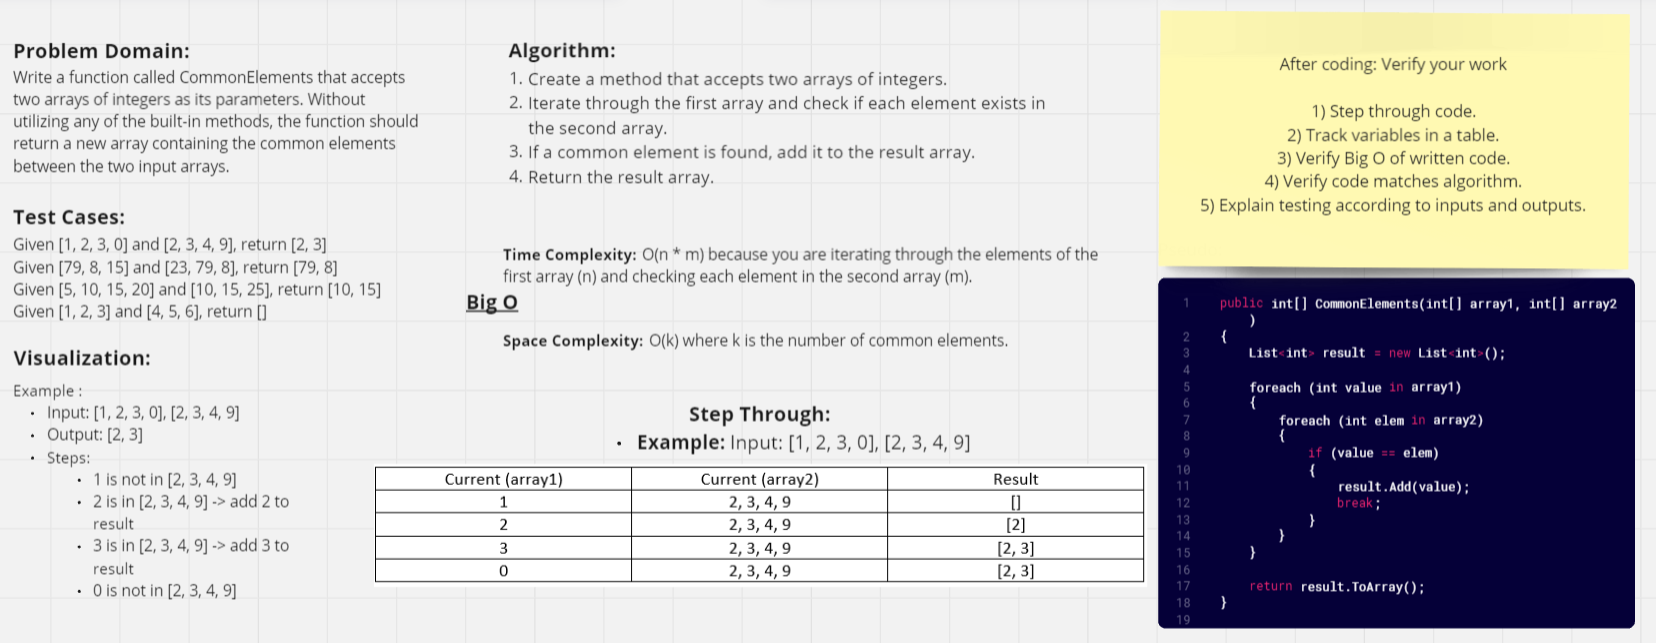 Problem Domain:
Write a function called CommonElements that accepts
two arrays of integers as its parameters. Without
utilizing any of the built-in methods, the function should
return a new array containing the common elements
between the two input arrays.
Test Cases:
Given [1, 2, 3, 0] and [2, 3, 4, 9], return [2, 3]
Given [79, 8, 15] and [23, 79, 8], return [79, 8]
Given [5, 10, 15, 20] and [10, 15, 25], return [10, 15]
Given [1, 2, 3] and [4, 5, 6], return []
Visualization:
Example :
• Input: [1, 2, 3, 0], [2, 3, 4, 9]
• Output: [2, 3]
• Steps:
• 1 is not in [2, 3, 4, 9]
• 2 is in [2, 3, 4, 9] -> add 2 to
result
• 3 is in [2, 3, 4, 9] -> add 3 to
result
• 0 is not in [2, 3, 4, 9]
Algorithm:
1. Create a method that accepts two arrays of integers.
2. Iterate through the first array and check if each element exists in
the second array.
3. If a common element is found, add it to the result array.
4. Return the result array.
Time Complexity: O(n * m) because you are iterating through the elements of the
first array (n) and checking each element in the second array (m).
Big O
Space Complexity: O(k) where k is the number of common elements.
Step Through:
• Example: Input: [1, 2, 3, 0], [2, 3, 4, 9]
Current (array1) Current (array2) Result
1 2, 3, 4, 9 []
2 2, 3, 4, 9 [2]
3 2, 3, 4, 9 [2, 3]
0 2, 3, 4, 9 [2, 3]
After coding: Verify your work
1) Step through code.
2) Track variables in a table.
3) Verify Big O of written code.
4) Verify code matches algorithm.
5) Explain testing according to inputs and outputs.
1 public int[] CommonElements(int[] array1, int[] array2
)
2 {
3 List<int> result = new List<int>();
4
5 foreach (int value in array1)
6 {
7 foreach (int elem in array2)
8 {
9 if (value == elem)
10 {
11 result.Add(value);
12 break;
13 }
14 }
15 }
16
17 return result.ToArray();
18 }
19